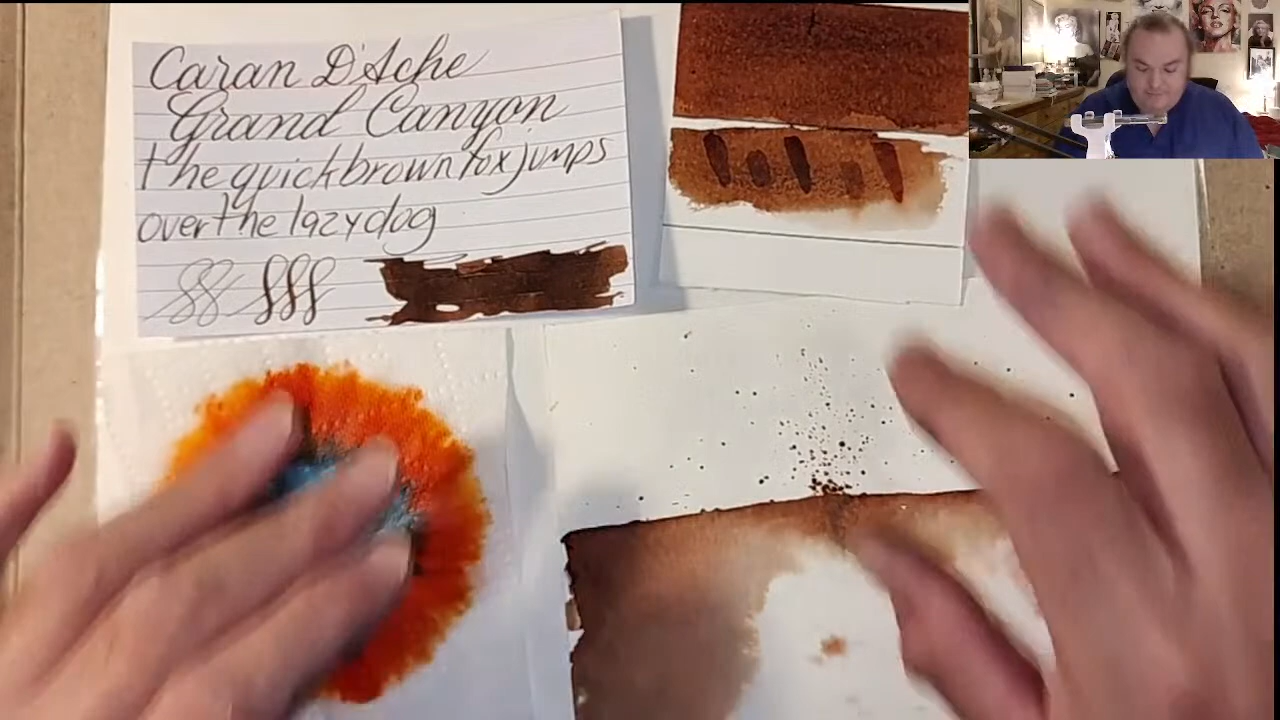 Caran D'Ache
Grand Canyon
the quick brown fox jumps
over the lazy dog